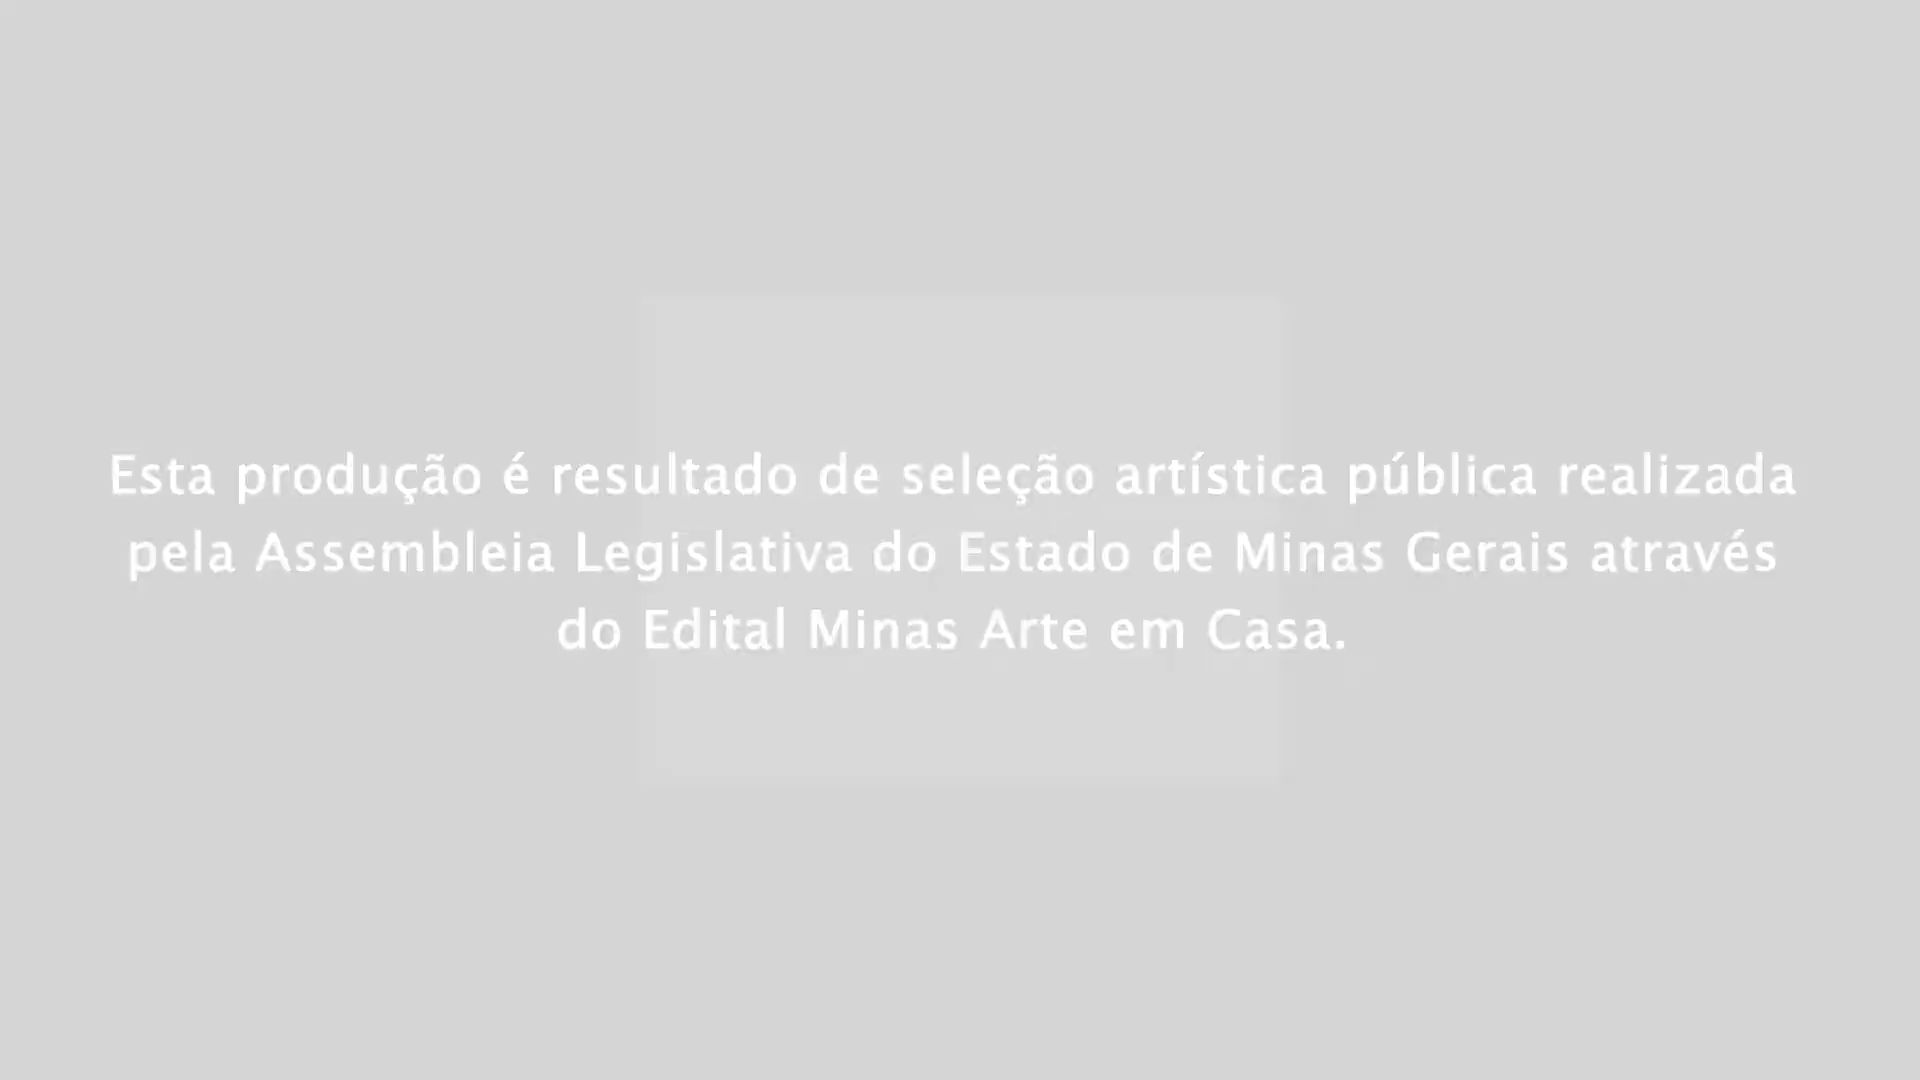 Esta produção é resultado de seleção artística pública realizada
pela Assembleia Legislativa do Estado de Minas Gerais através
do Edital Minas Arte em Casa.